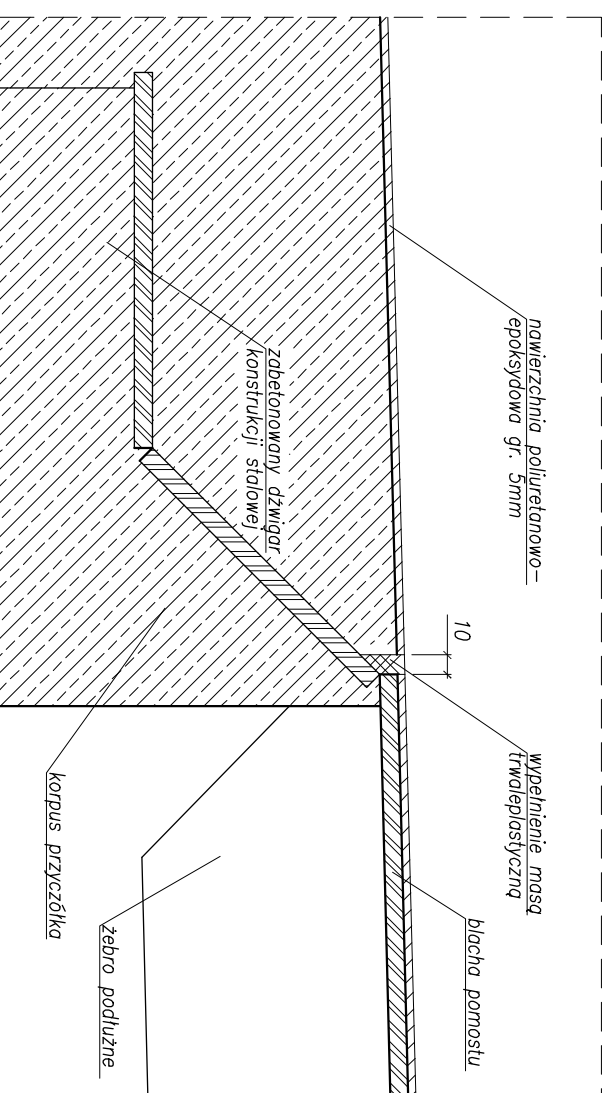 nawierzchnia poliuretanowo-
epoksydowa gr. 5mm
zabetonowany dźwigar
konstrukcji stalowej
10
wypełnienie masą
trwaleplastyczną
blacha pomostu
korpus przyczółka
żebro podłużne